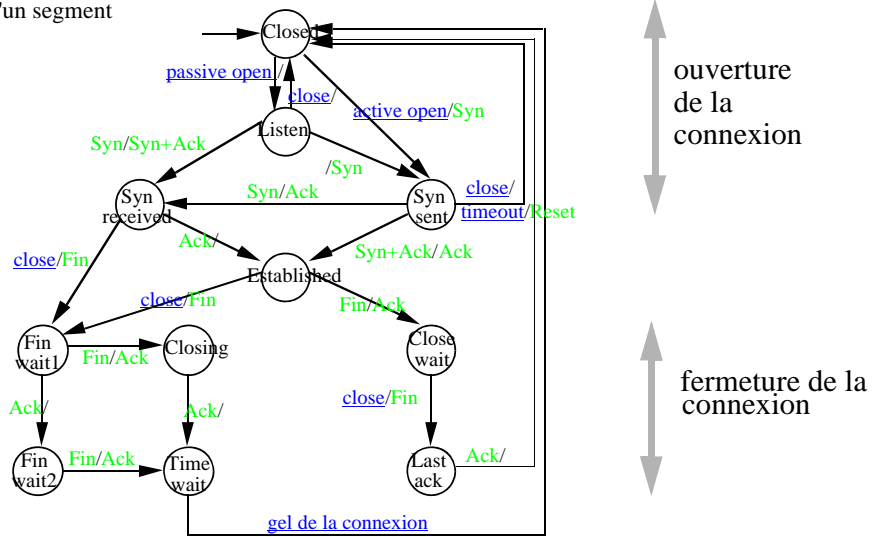 'un segment
Closed
passive open /
close/
active open/Syn
Listen
Syn/Syn+Ack
/Syn
Syn
received
Syn/Ack
Syn
sent
close/
timeout/Reset
Ack/
Syn+Ack/Ack
close/Fin
Established
close/Fin
Fin/Ack
Fin
wait1
Fin/Ack
Closing
Close
wait
close/Fin
Ack/
Ack/
Fin
wait2
Fin/Ack
Time
wait
Last
ack
Ack/
gel de la connexion
ouverture
de la
connexion
fermeture de la
connexion